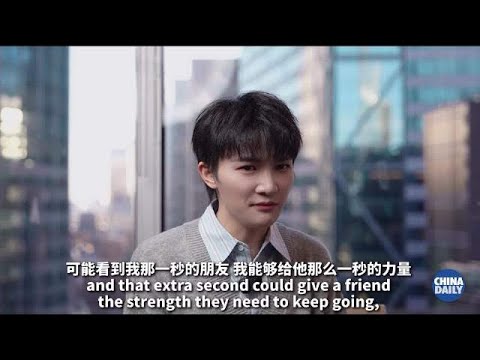 可能看到我那一秒的朋友 我能够给他那么一秒的力量
and that extra second could give a friend
the strength they need to keep going,
CHINA
DAILY